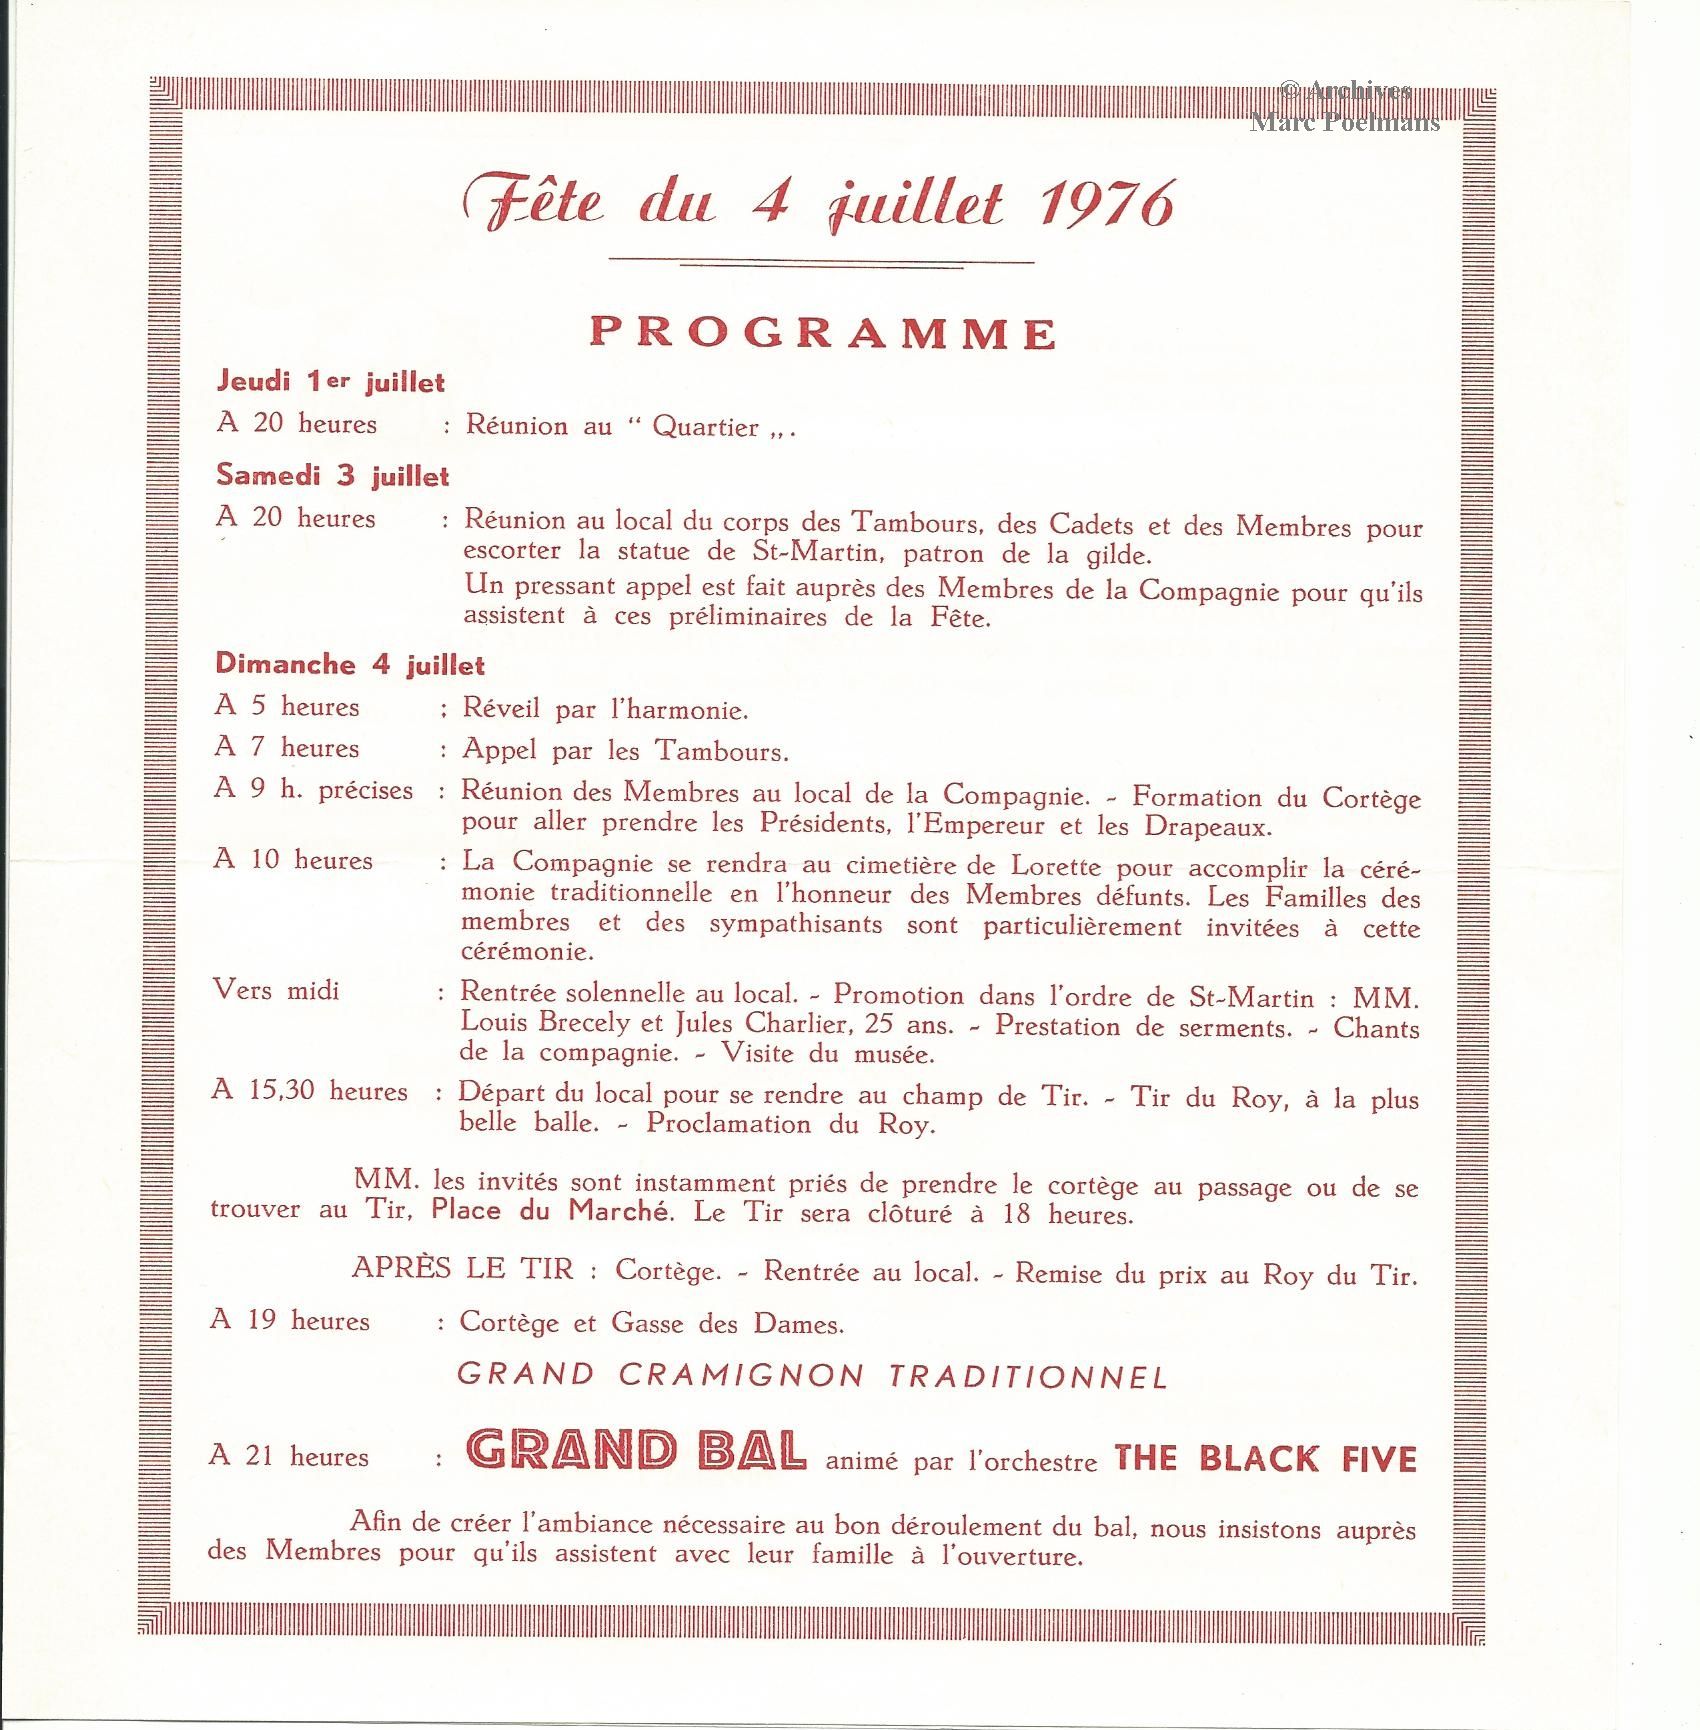 © Archives
Marc Poelmans
Fête du 4 juillet 1976
PROGRAMME
Jeudi 1er juillet
A 20 heures : Réunion au “ Quartier „.
Samedi 3 juillet
A 20 heures : Réunion au local du corps des Tambours, des Cadets et des Membres pour
escorter la statue de St-Martin, patron de la gilde.
Un pressant appel est fait auprès des Membres de la Compagnie pour qu'ils
assistent à ces préliminaires de la Fête.
Dimanche 4 juillet
A 5 heures : Réveil par l'harmonie.
A 7 heures : Appel par les Tambours.
A 9 h. précises : Réunion des Membres au local de la Compagnie. - Formation du Cortège
pour aller prendre les Présidents, l'Empereur et les Drapeaux.
A 10 heures : La Compagnie se rendra au cimetière de Lorette pour accomplir la céré-
monie traditionnelle en l'honneur des Membres défunts. Les Familles des
membres et des sympathisants sont particulièrement invitées à cette
cérémonie.
Vers midi : Rentrée solennelle au local. - Promotion dans l'ordre de St-Martin : MM.
Louis Brecely et Jules Charlier, 25 ans. - Prestation de serments. - Chants
de la compagnie. - Visite du musée.
A 15,30 heures : Départ du local pour se rendre au champ de Tir. - Tir du Roy, à la plus
belle balle. - Proclamation du Roy.
MM. les invités sont instamment priés de prendre le cortège au passage ou de se
trouver au Tir, Place du Marché. Le Tir sera clôturé à 18 heures.
APRÈS LE TIR : Cortège. - Rentrée au local. - Remise du prix au Roy du Tir.
A 19 heures : Cortège et Gasse des Dames.
GRAND CRAMIGNON TRADITIONNEL
A 21 heures : GRAND BAL animé par l'orchestre THE BLACK FIVE
Afin de créer l'ambiance nécessaire au bon déroulement du bal, nous insistons auprès
des Membres pour qu'ils assistent avec leur famille à l'ouverture.